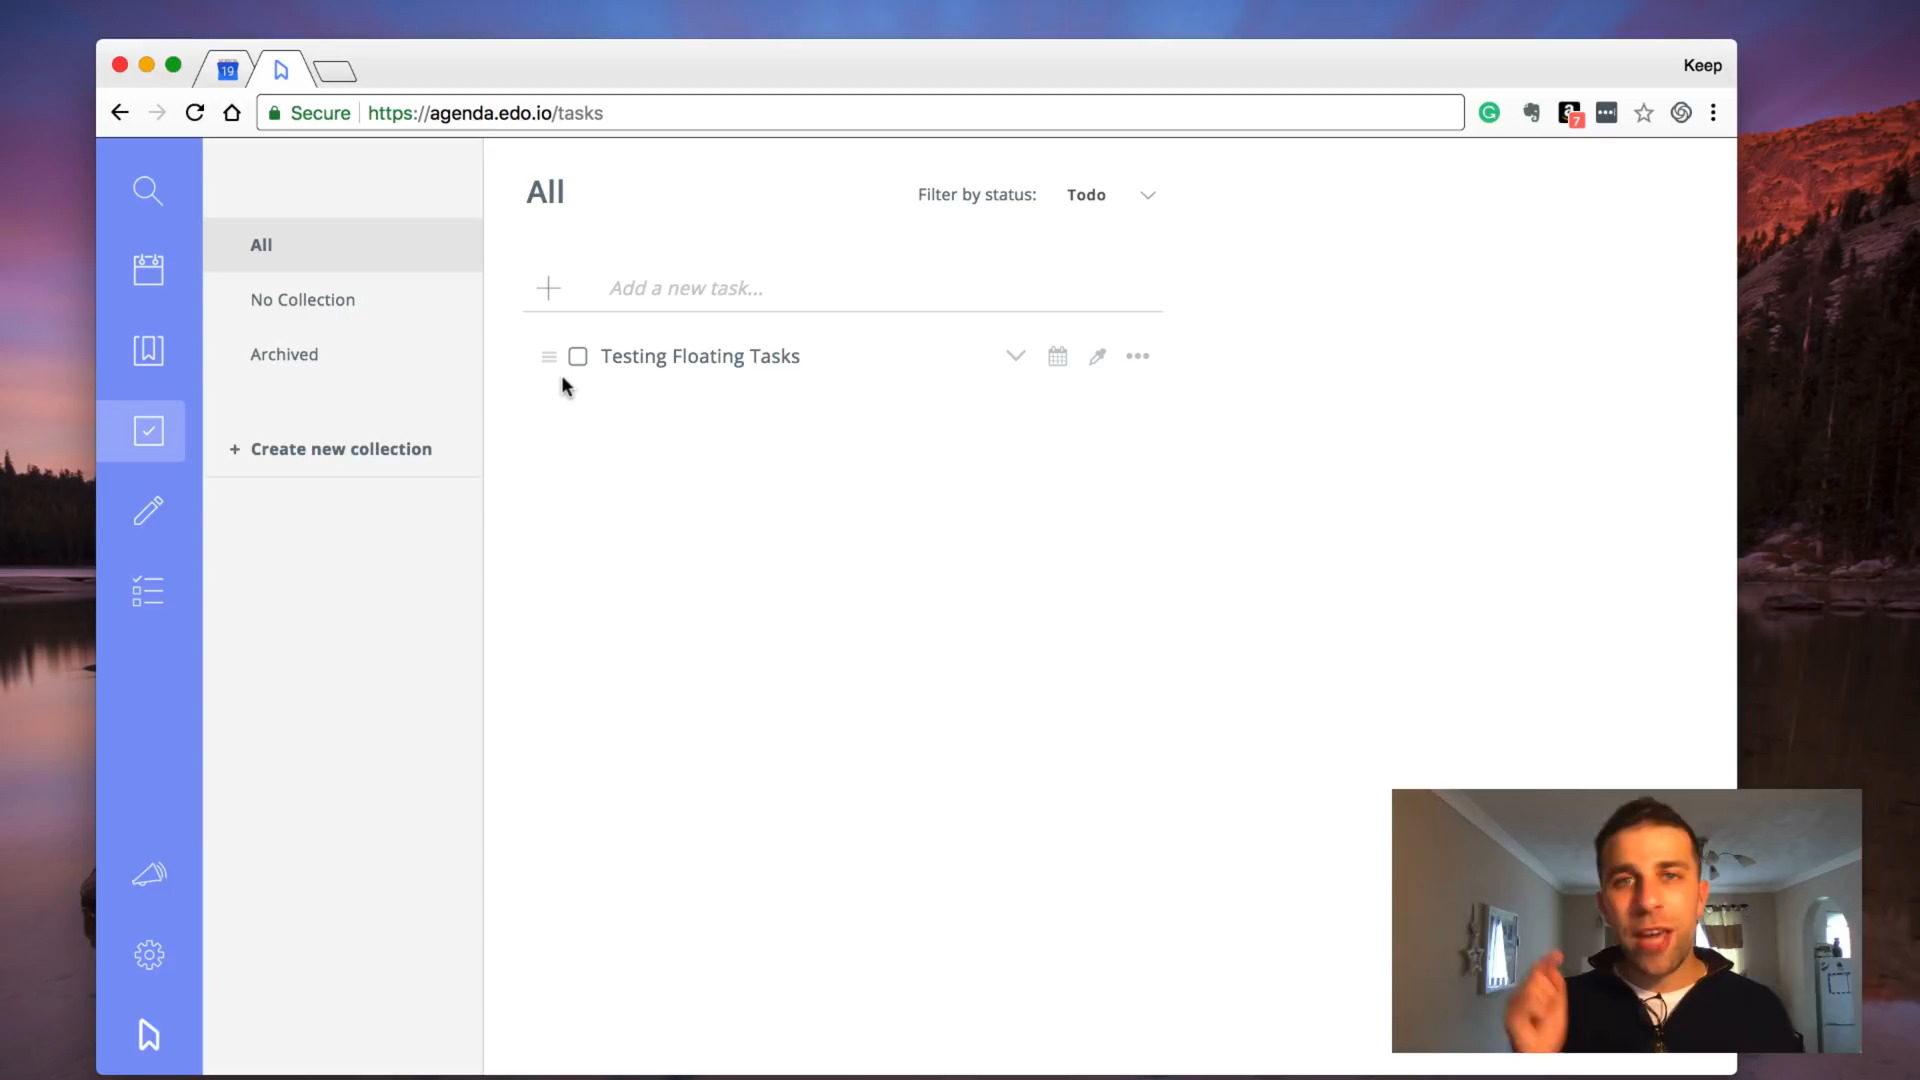 19
Keep
Secure https://agenda.edo.io/tasks
7
All
Filter by status: Todo
All
Add a new task...
No Collection
Testing Floating Tasks
Archived
+ Create new collection